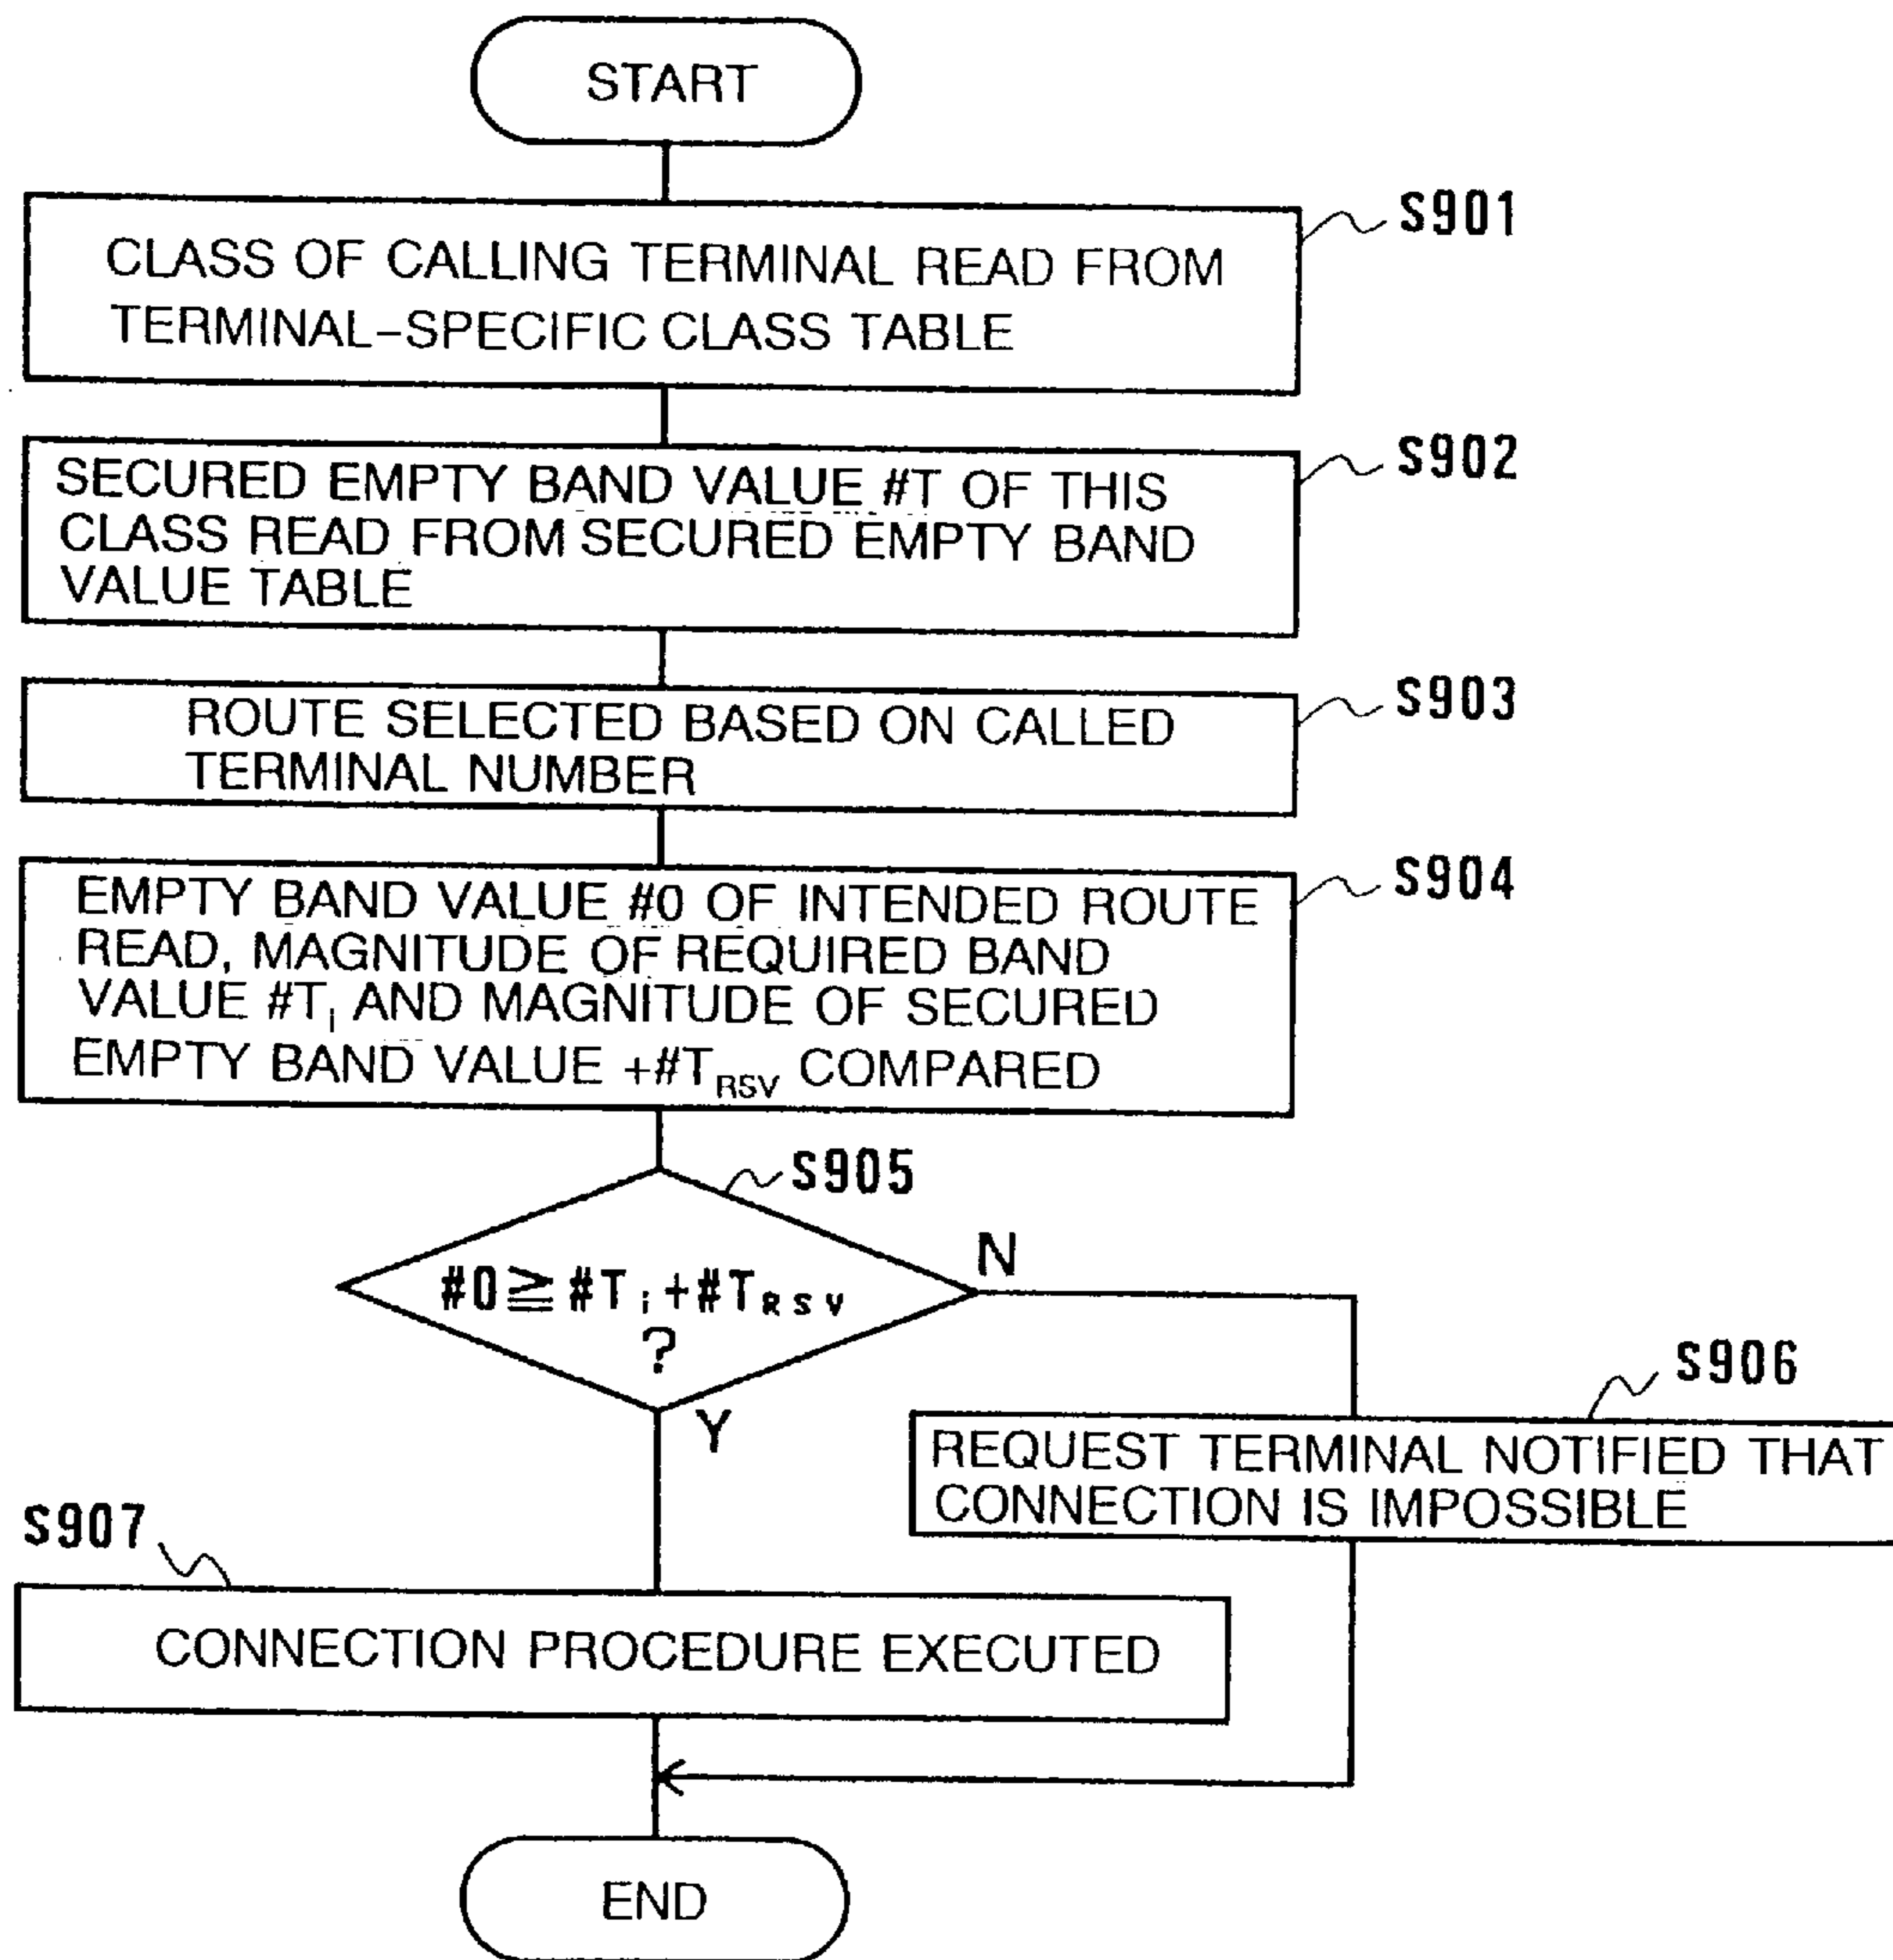 START
S901
CLASS OF CALLING TERMINAL READ FROM
TERMINAL-SPECIFIC CLASS TABLE
S902
SECURED EMPTY BAND VALUE #T OF THIS
CLASS READ FROM SECURED EMPTY BAND
VALUE TABLE
S903
ROUTE SELECTED BASED ON CALLED
TERMINAL NUMBER
S904
EMPTY BAND VALUE #0 OF INTENDED ROUTE
READ, MAGNITUDE OF REQUIRED BAND
VALUE #Ti AND MAGNITUDE OF SECURED
EMPTY BAND VALUE +#TRSV COMPARED
S905
#0≧#Ti+#TRSV
?
N
Y
S906
REQUEST TERMINAL NOTIFIED THAT
CONNECTION IS IMPOSSIBLE
S907
CONNECTION PROCEDURE EXECUTED
END